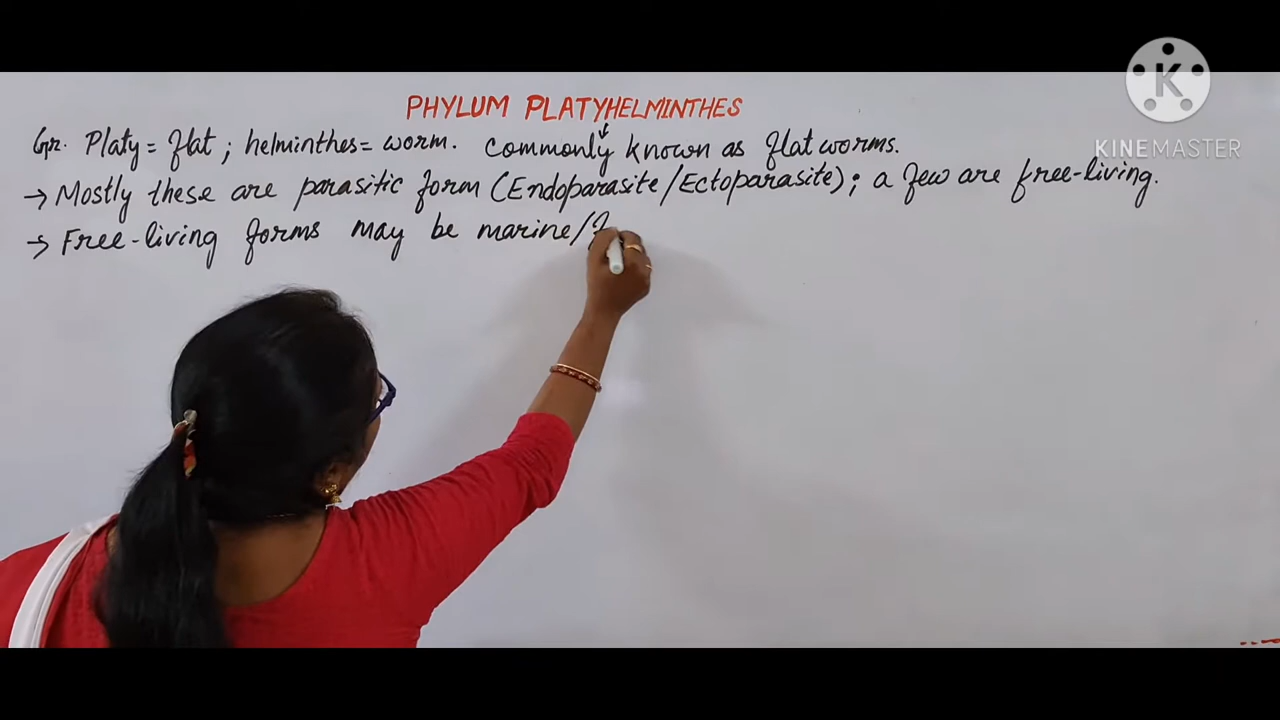 PHYLUM PLATYHELMINTHES
Gr. Platy = flat ; helminthes = worm. commonly known as flat worms.
→ Mostly these are parasitic form (Endoparasite/Ectoparasite); a few are free-living.
→ Free-living forms may be marine/f
K
KINEMASTER